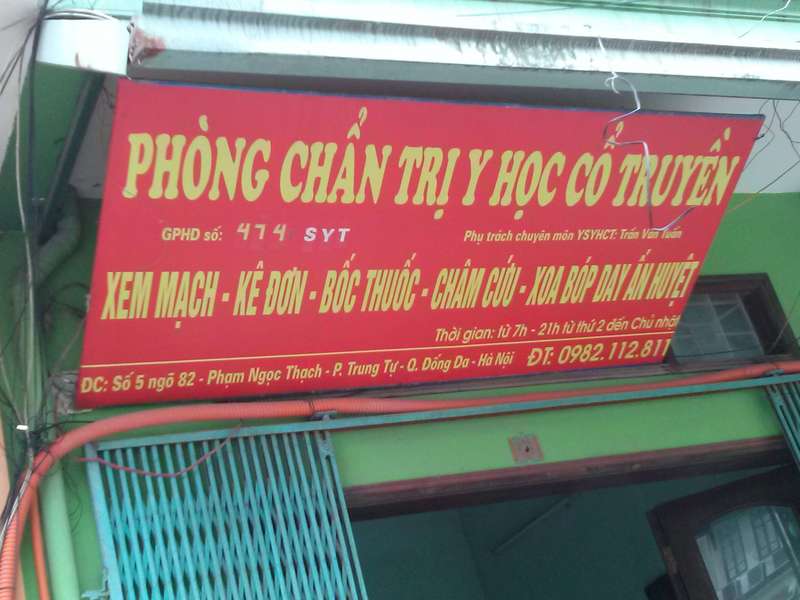 PHÒNG CHẨN TRỊ Y HỌC CỔ TRUYỀN
GPHD số: 474 SYT
Phụ trách chuyên môn YSYHCT: Trần Văn Tuấn
XEM MẠCH - KÊ ĐƠN - BỐC THUỐC - CHÂM CỨU - XOA BÓP DAY ẤN HUYỆT
Thời gian: từ 7h - 21h từ thứ 2 đến Chủ nhật
ĐC: Số 5 ngõ 82 - Phạm Ngọc Thạch - P. Trung Tự - Q. Đống Đa - Hà Nội ĐT: 0982.112.811